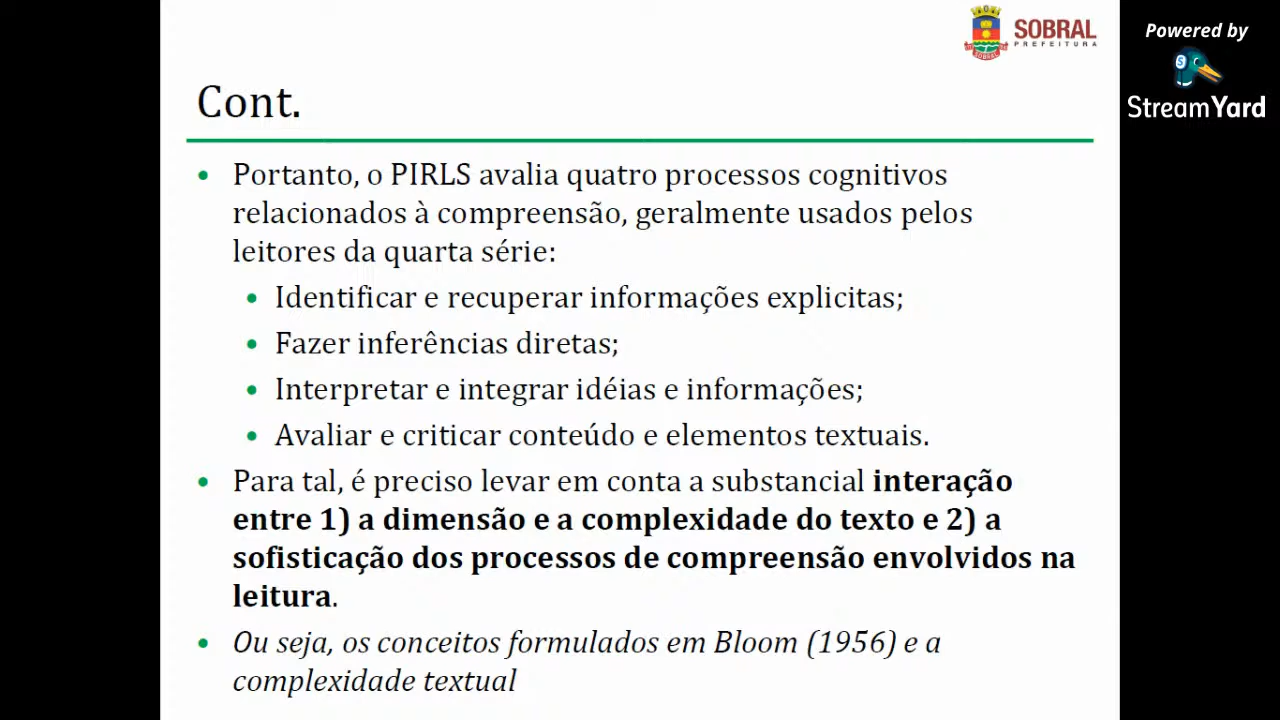 SOBRAL
PREFEITURA
SOBRAL
Powered by
S
StreamYard
Cont.
Portanto, o PIRLS avalia quatro processos cognitivos
relacionados à compreensão, geralmente usados pelos
leitores da quarta série:
Identificar e recuperar informações explicitas;
Fazer inferências diretas;
Interpretar e integrar idéias e informações;
Avaliar e criticar conteúdo e elementos textuais.
Para tal, é preciso levar em conta a substancial interação
entre 1) a dimensão e a complexidade do texto e 2) a
sofisticação dos processos de compreensão envolvidos na
leitura.
Ou seja, os conceitos formulados em Bloom (1956) e a
complexidade textual